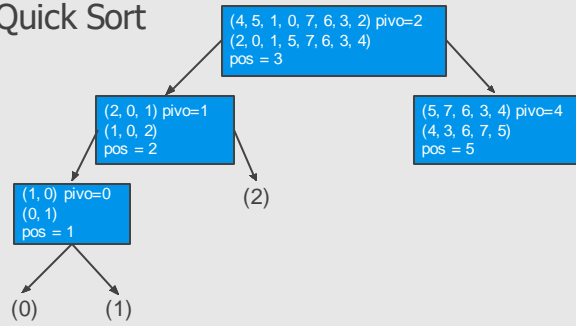 Quick Sort
(4, 5, 1, 0, 7, 6, 3, 2) pivo=2
(2, 0, 1, 5, 7, 6, 3, 4)
pos = 3
(2, 0, 1) pivo=1
(1, 0, 2)
pos = 2
(5, 7, 6, 3, 4) pivo=4
(4, 3, 6, 7, 5)
pos = 5
(1, 0) pivo=0
(0, 1)
pos = 1
(2)
(0)
(1)